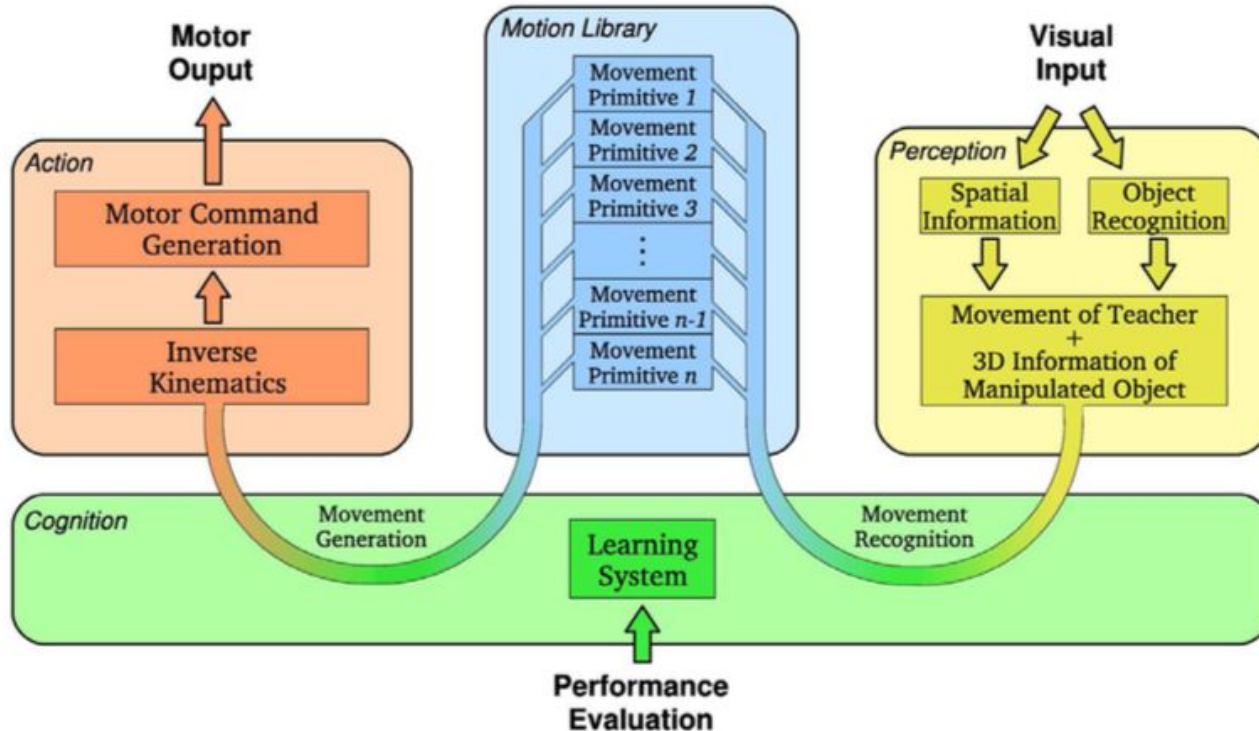 Motor
Ouput
Action
Motor Command
Generation
Inverse
Kinematics
Motion Library
Movement
Primitive 1
Movement
Primitive 2
Movement
Primitive 3
⋮
Movement
Primitive n-1
Movement
Primitive n
Visual
Input
Perception
Spatial
Information
Object
Recognition
Movement of Teacher
+
3D Information of
Manipulated Object
Cognition
Movement
Generation
Learning
System
Movement
Recognition
Performance
Evaluation